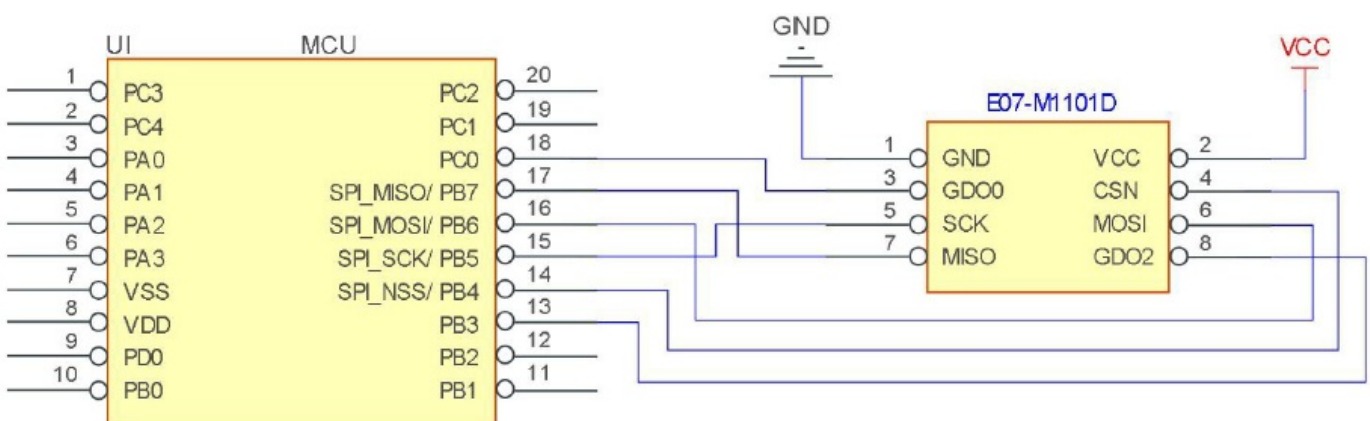 UI MCU
1 PC3
2 PC4
3 PA0
4 PA1
5 PA2
6 PA3
7 VSS
8 VDD
9 PD0
10 PB0
PC2 20
PC1 19
PC0 18
SPI_MISO/ PB7 17
SPI_MOSI/ PB6 16
SPI_SCK/ PB5 15
SPI_NSS/ PB4 14
PB3 13
PB2 12
PB1 11
GND
VCC
E07-M1101D
1 GND
3 GDO0
5 SCK
7 MISO
VCC 2
CSN 4
MOSI 6
GDO2 8